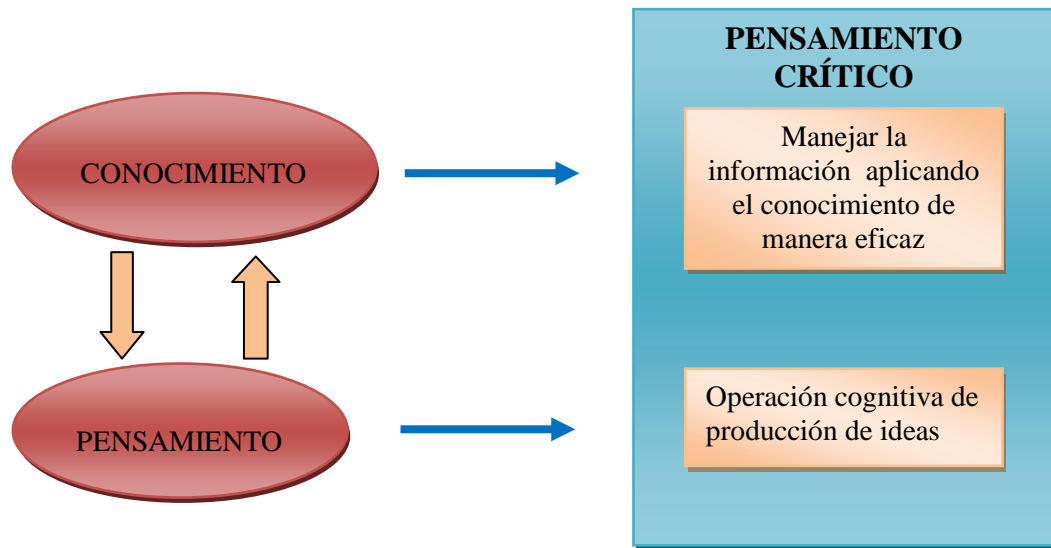 PENSAMIENTO
CRÍTICO
CONOCIMIENTO
Manejar la
información aplicando
el conocimiento de
manera eficaz
PENSAMIENTO
Operación cognitiva de
producción de ideas